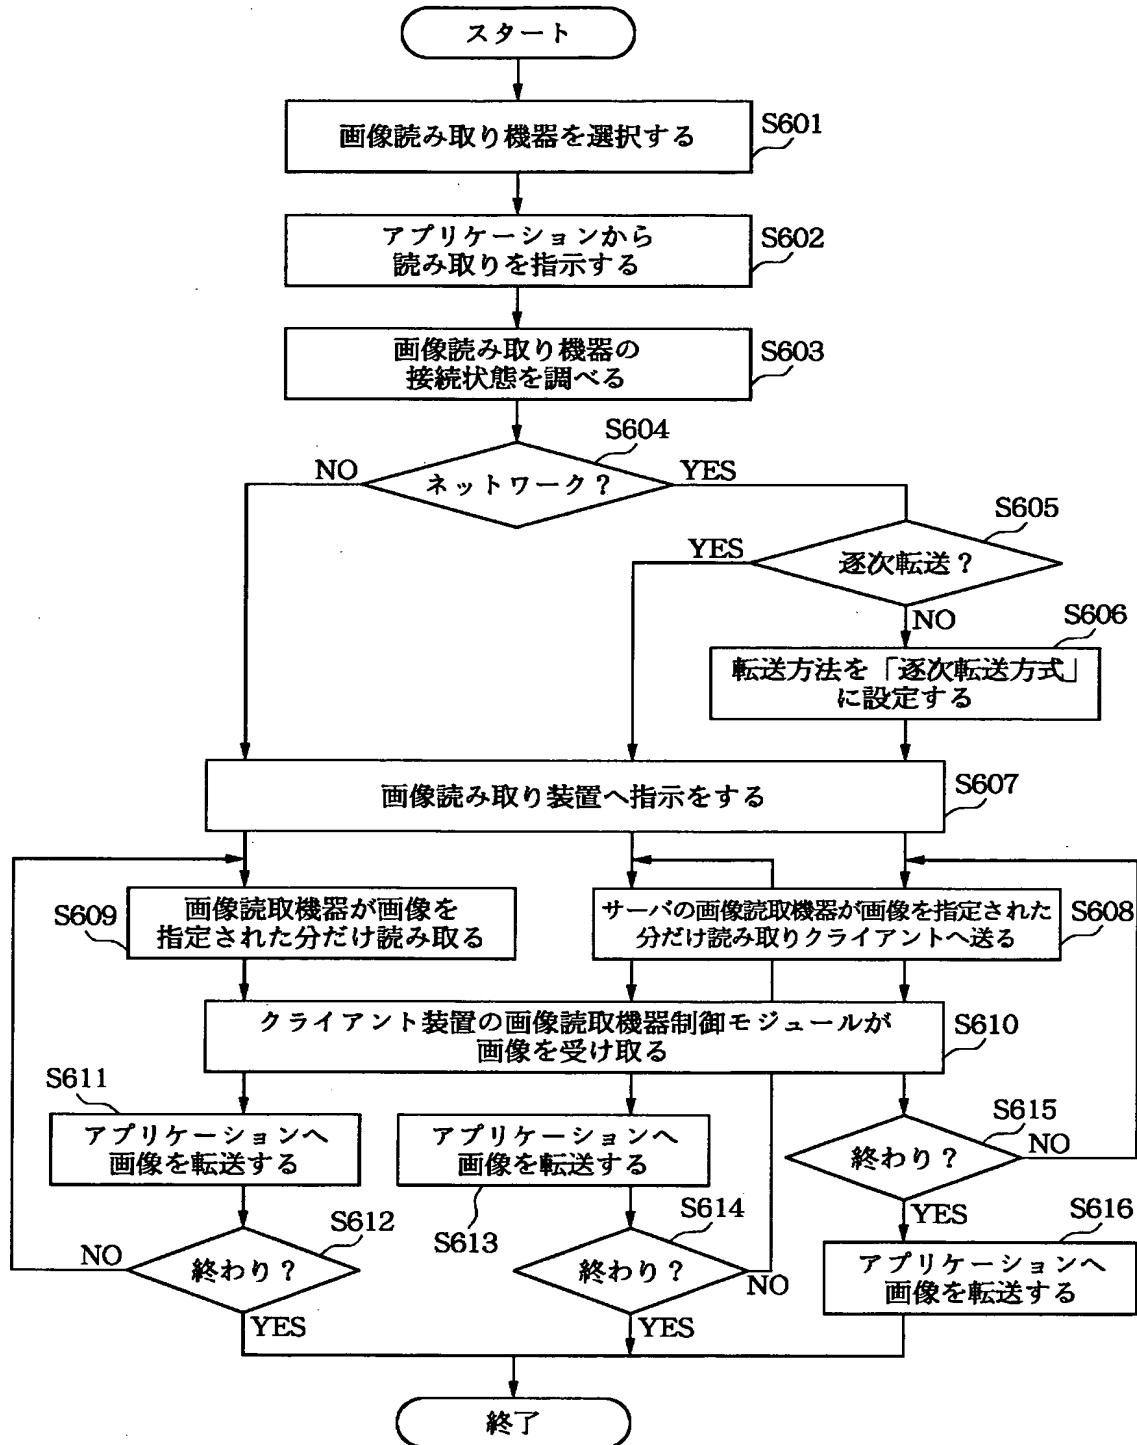 スタート
画像読み取り機器を選択する
S601
アプリケーションから
読み取りを指示する
S602
画像読み取り機器の
接続状態を調べる
S603
S604
ネットワーク?
NO
YES
S605
逐次転送?
YES
NO
S606
転送方法を「逐次転送方式」
に設定する
画像読み取り装置へ指示をする
S607
S609
画像読取機器が画像を
指定された分だけ読み取る
サーバの画像読取機器が画像を指定された
分だけ読み取りクライアントへ送る
S608
クライアント装置の画像読取機器制御モジュールが
画像を受け取る
S610
S611
アプリケーションへ
画像を転送する
アプリケーションへ
画像を転送する
S613
S615
終わり?
NO
YES
S612
終わり?
NO
YES
S614
終わり?
NO
YES
S616
アプリケーションへ
画像を転送する
終了